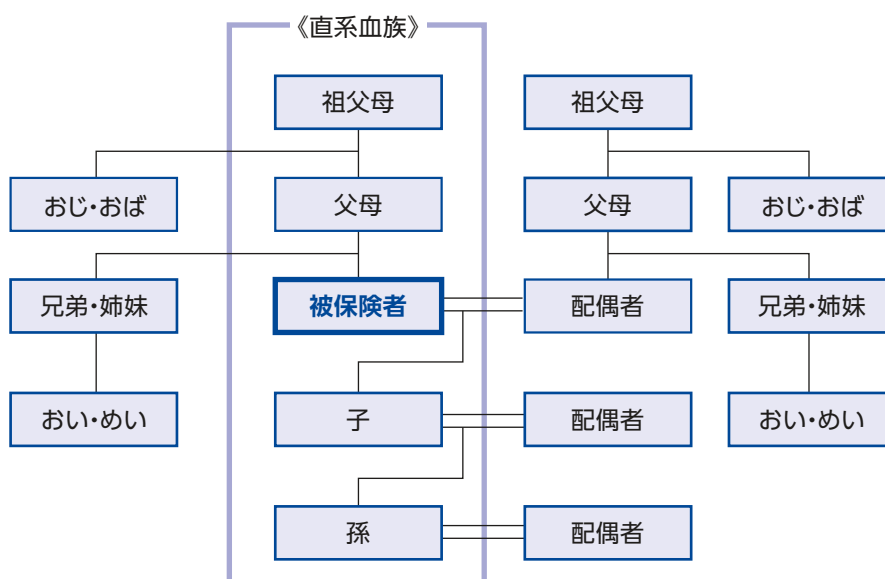 《直系血族》
祖父母
祖父母
おじ・おば
父母
父母
おじ・おば
兄弟・姉妹
被保険者
配偶者
兄弟・姉妹
おい・めい
子
配偶者
おい・めい
孫
配偶者